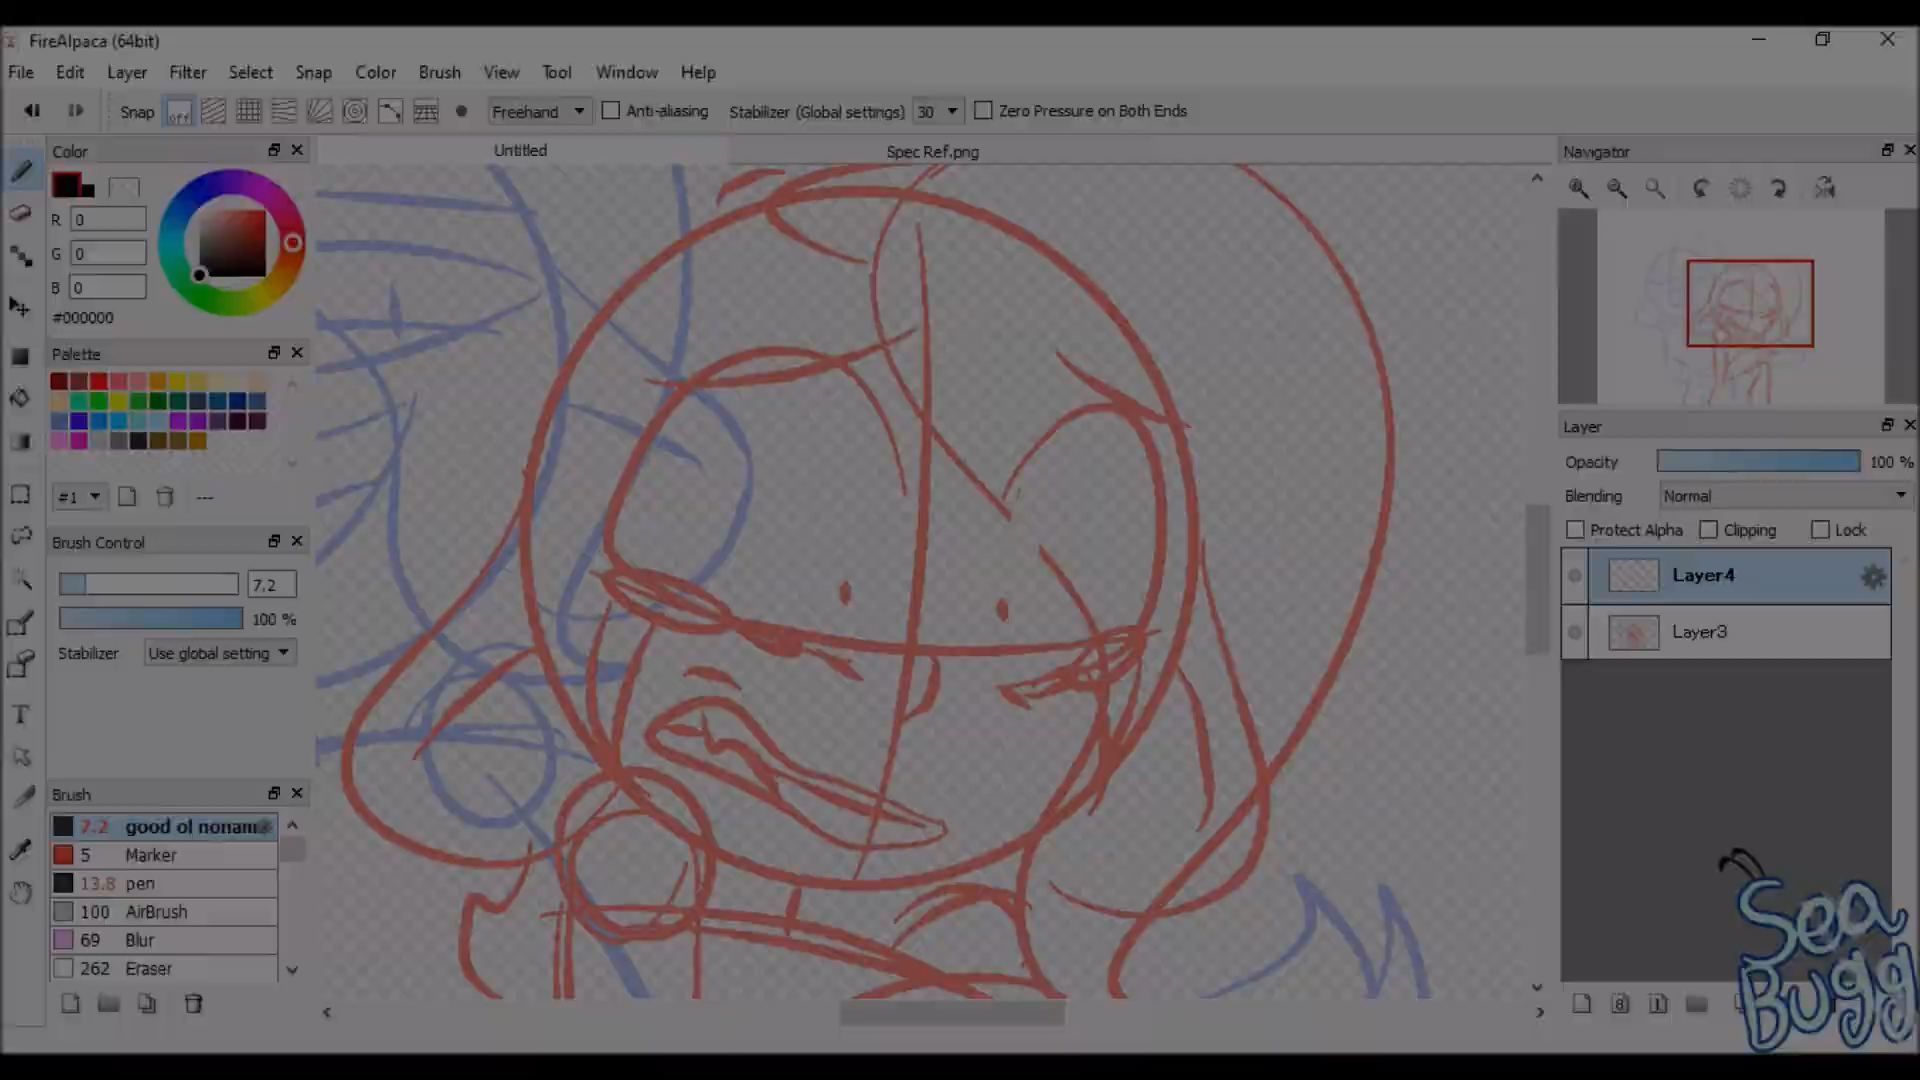 FireAlpaca (64bit)
File Edit Layer Filter Select Snap Color Brush View Tool Window Help
Snap off Freehand Anti-aliasing Stabilizer (Global settings) 30 Zero Pressure on Both Ends
Color
Untitled
Spec Ref.png
Navigator
R 0
G 0
B 0
#000000
Palette
Layer
Opacity 100 %
Blending Normal
#1 ---
Protect Alpha Clipping Lock
Brush Control
7.2
Layer4
100 %
Layer3
Stabilizer Use global setting
Brush
7.2 good ol nonam
5 Marker
13.8 pen
100 AirBrush
69 Blur
262 Eraser
Sea
Bugg